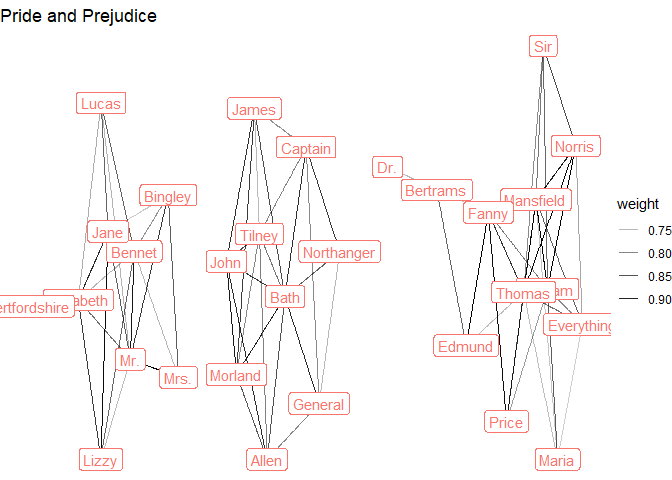 Pride and Prejudice
Sir
Lucas
James
Captain
Norris
Dr.
Bertrams
Bingley
Mansfield
Fanny
Jane
Tilney
Bennet
Northanger
John
abeth
ertfordshire
Bath
Thomas
am
Everything
Mr.
Edmund
Mrs.
Morland
General
Price
Lizzy
Allen
Maria
weight
0.75
0.80
0.85
0.90